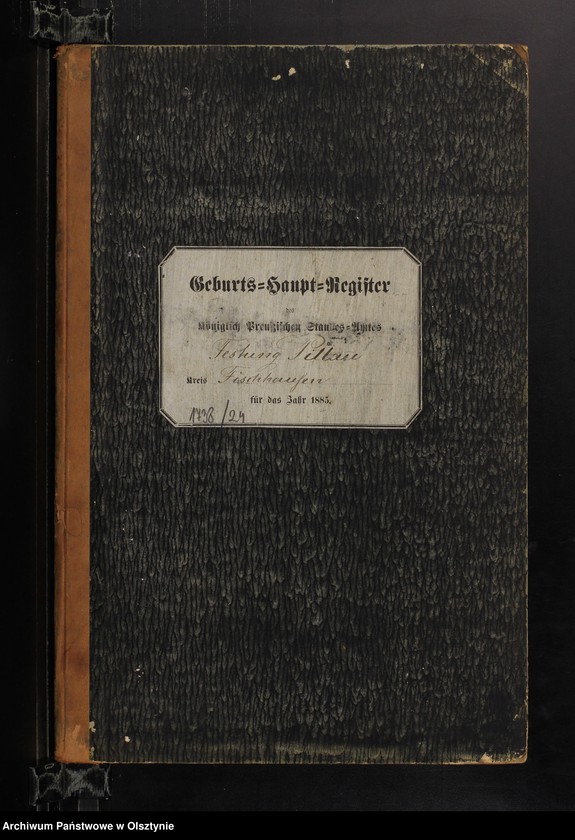 Geburts-Haupt-Register
Königlich Preußischen Standes-Amtes
Festung Pillau
Kreis Fischhausen
für das Jahr 1885.
1738/24
Archiwum Państwowe w Olsztynie